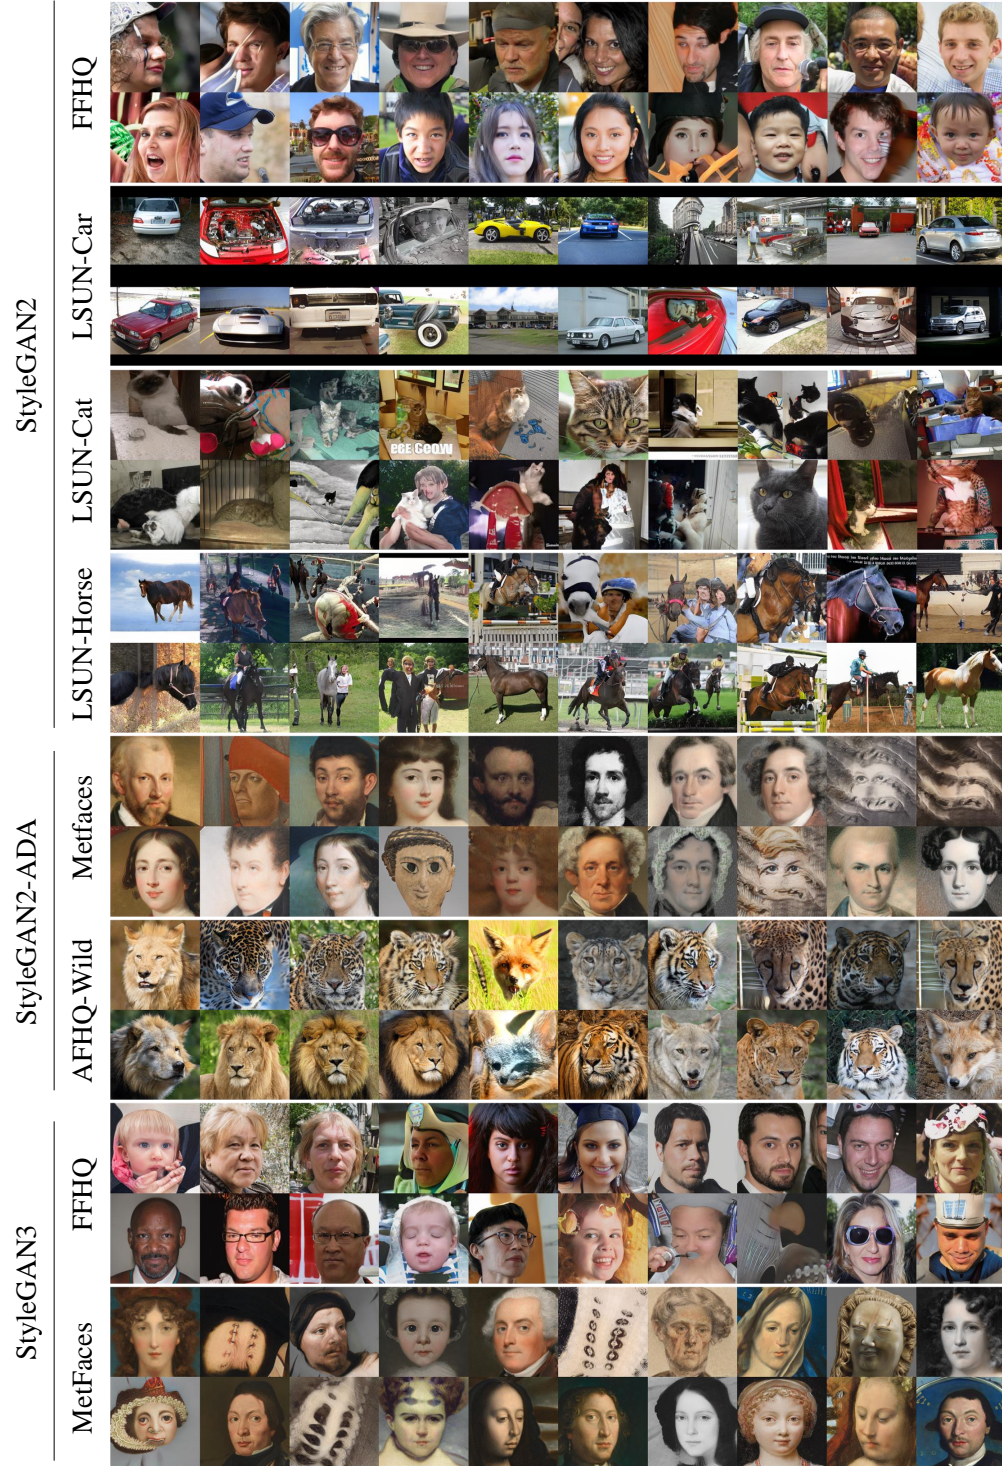 StyleGAN2
FFHQ
LSUN-Car
LSUN-Cat
LSUN-Horse
StyleGAN2-ADA
Metfaces
AFHQ-Wild
StyleGAN3
FFHQ
MetFaces